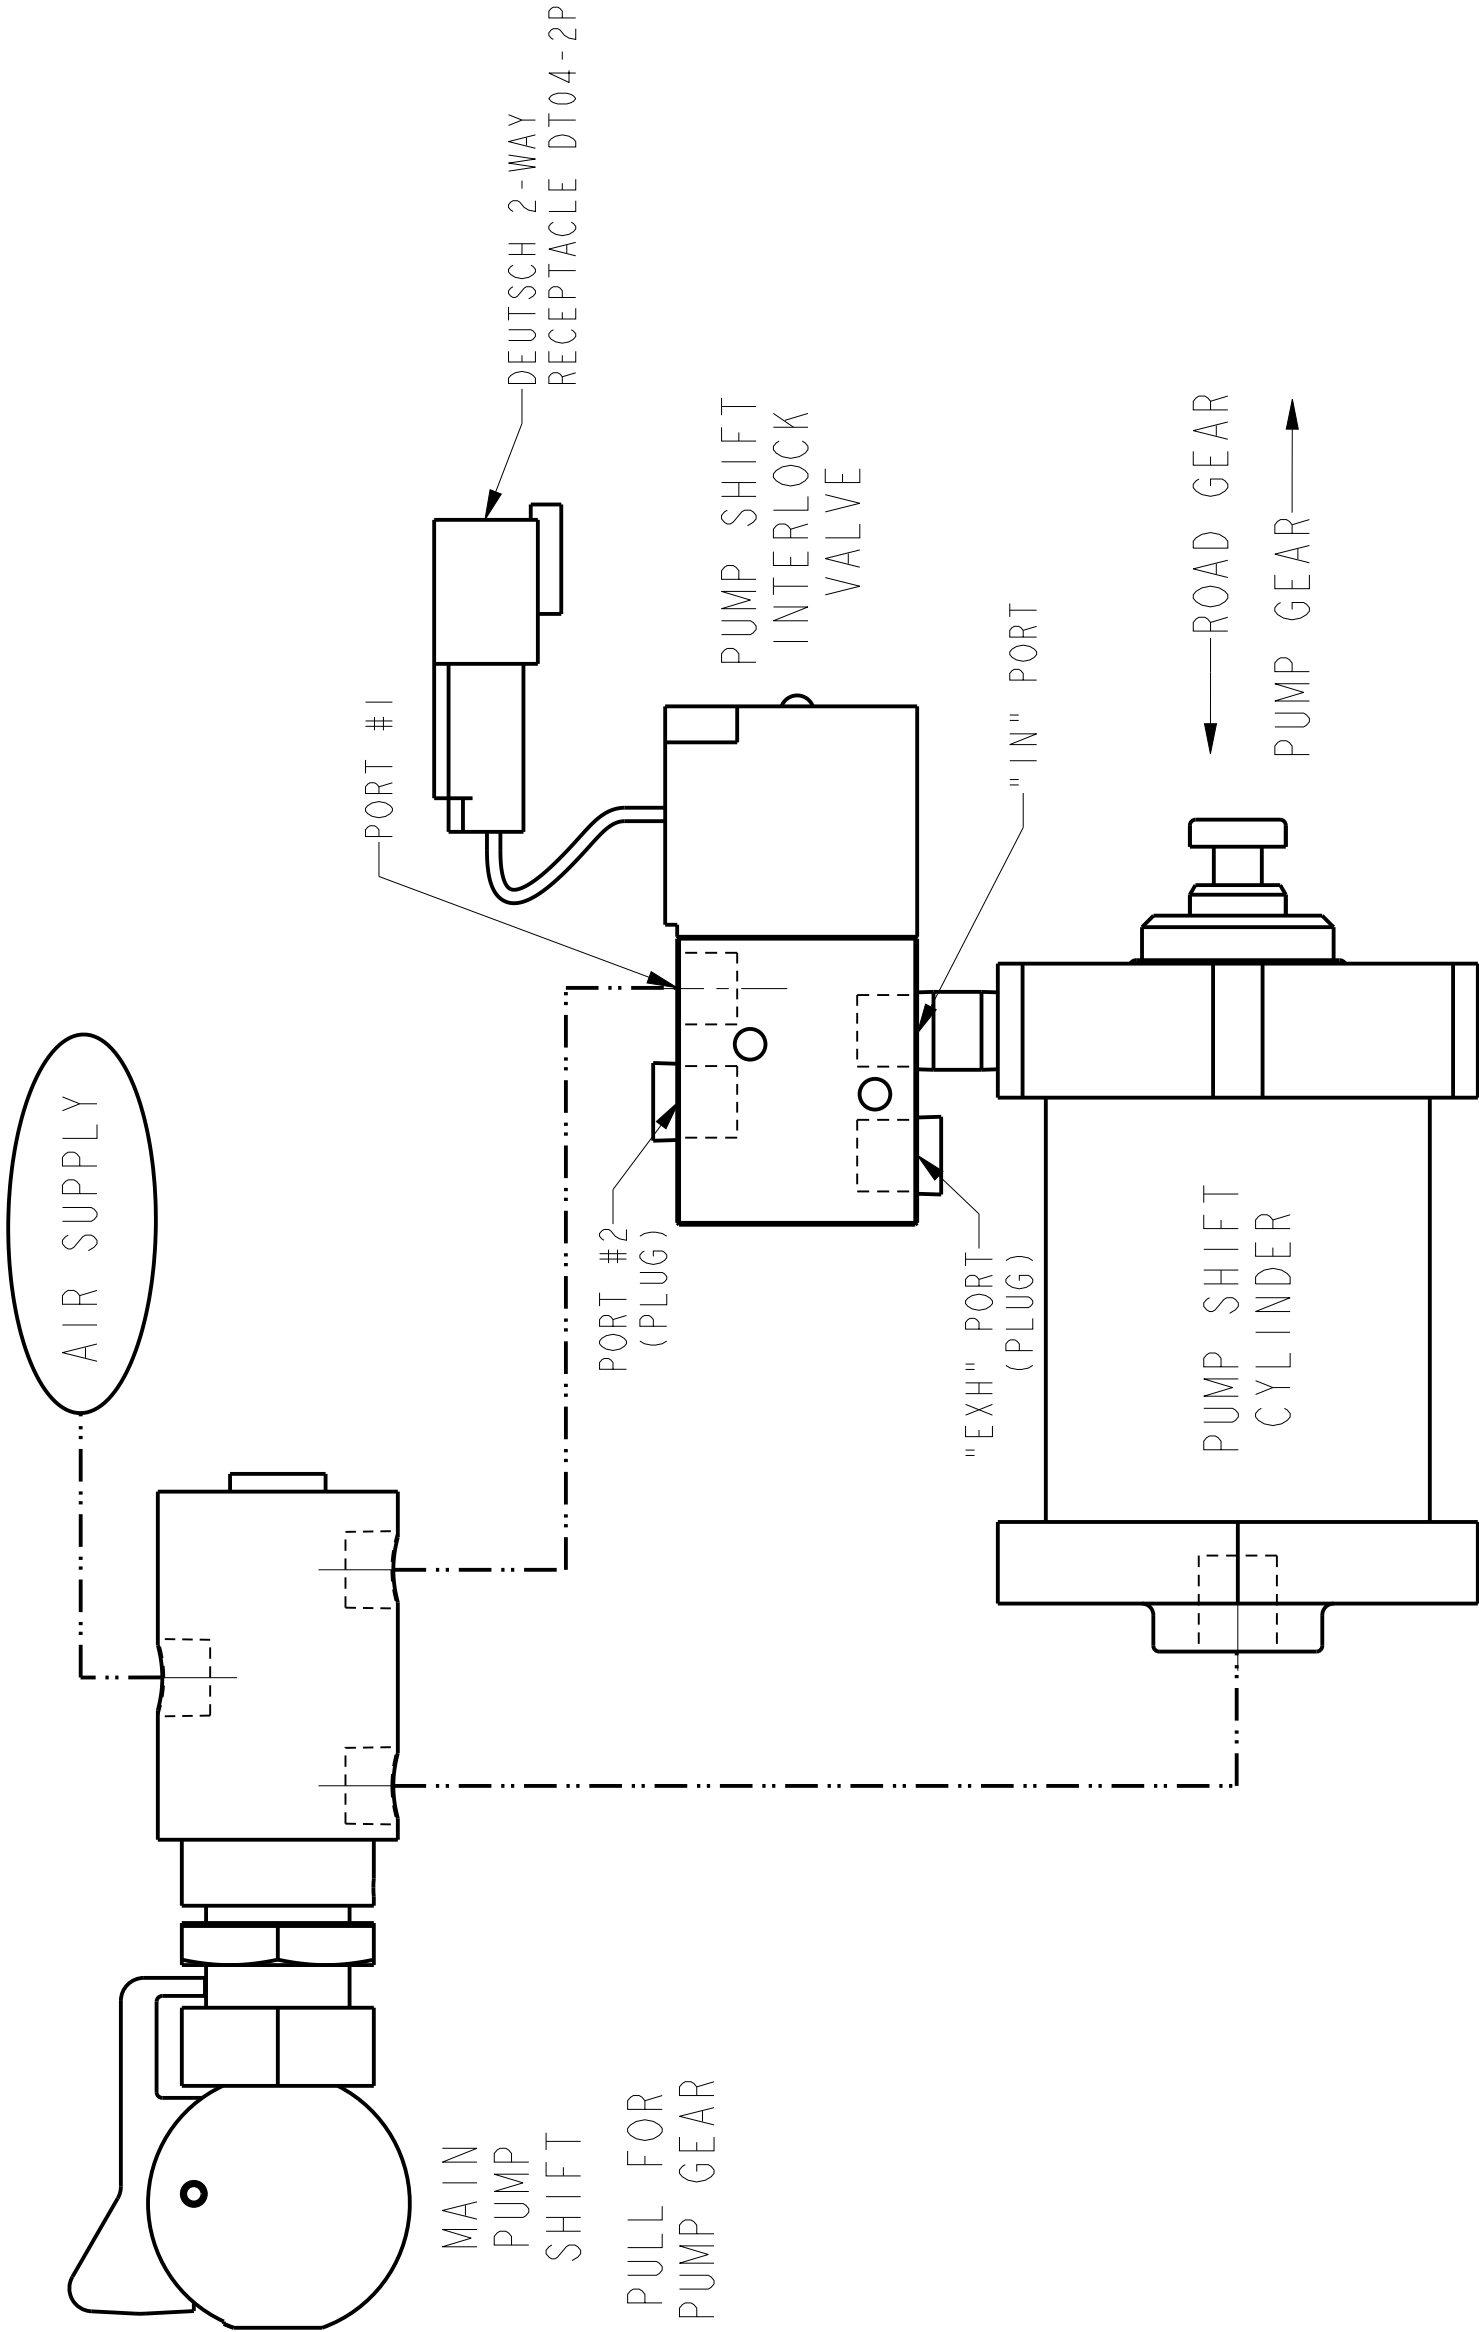 AIR SUPPLY
DEUTSCH 2-WAY
RECEPTACLE DT04-2P
PORT #1
PUMP SHIFT
INTERLOCK
VALVE
PORT #2
(PLUG)
"IN" PORT
"EXH" PORT
(PLUG)
ROAD GEAR
PUMP GEAR
PUMP SHIFT
CYLINDER
MAIN
PUMP
SHIFT
PULL FOR
PUMP GEAR